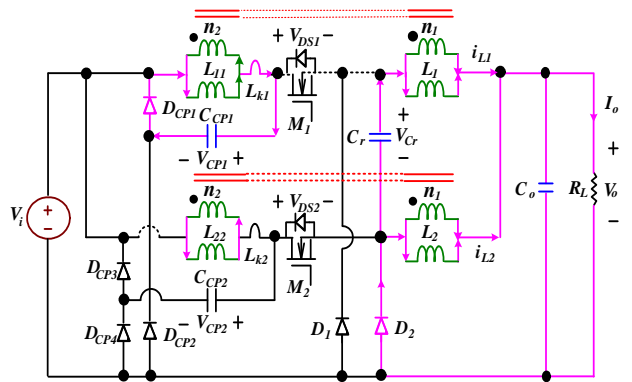 n2 + VDS1 − n1
iL1
L11 Lk1 L1
DCP1 CCP1 M1 + Io
− VCP1 + Cr VCr
− +
n2 + VDS2 − n1 Co RL Vo
Vi + −
L22 Lk2 L2 −
DCP3 CCP2 M2 iL2
DCP4 DCP2 − VCP2 + D1 D2